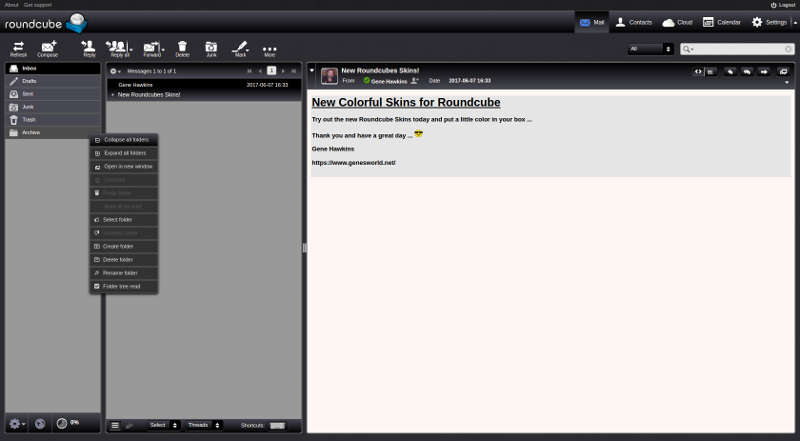 About Get support
Logout
roundcube
Mail Contacts Cloud Calendar Settings
Refresh Compose Reply Reply all Forward Delete Junk Mark More
All
Inbox
Drafts
Sent
Junk
Trash
Archive
Collapse all folders
Expand all folders
Open in new window
Compact
Purge folder
Mark all as read
Select folder
Unselect folder
Create folder
Delete folder
Rename folder
Folder tree read
0%
Messages 1 to 1 of 1
1
Gene Hawkins 2017-06-07 16:33
New Roundcubes Skins!
Select Threads Shortcuts:
New Roundcubes Skins!
From Gene Hawkins Date 2017-06-07 16:33
New Colorful Skins for Roundcube
Try out the new Roundcube Skins today and put a little color in your box ...
Thank you and have a great day ... 😎
Gene Hawkins
https://www.genesworld.net/